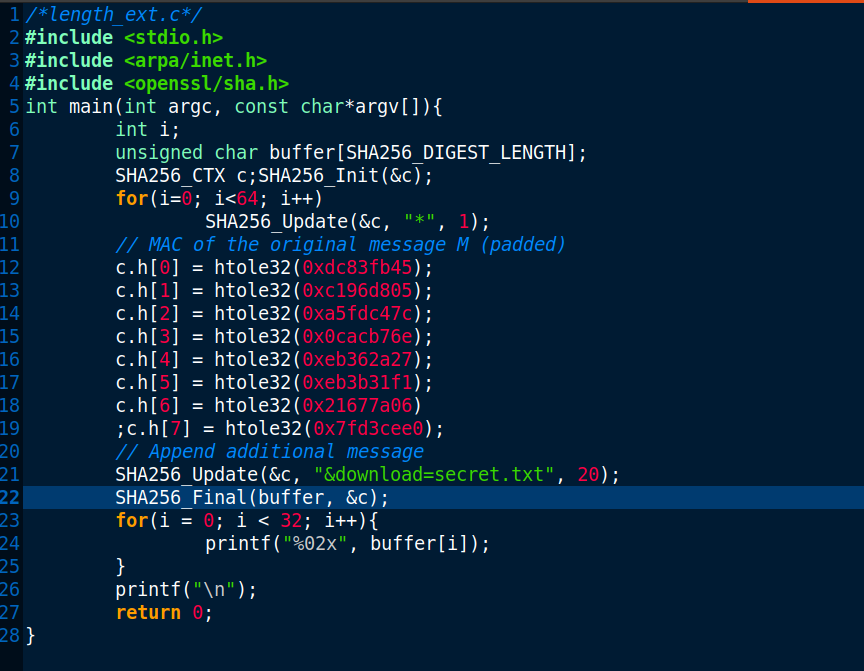 1 /*length_ext.c*/
2 #include <stdio.h>
3 #include <arpa/inet.h>
4 #include <openssl/sha.h>
5 int main(int argc, const char*argv[]){
6         int i;
7         unsigned char buffer[SHA256_DIGEST_LENGTH];
8         SHA256_CTX c;SHA256_Init(&c);
9         for(i=0; i<64; i++)
10                 SHA256_Update(&c, "*", 1);
11         // MAC of the original message M (padded)
12         c.h[0] = htole32(0xdc83fb45);
13         c.h[1] = htole32(0xc196d805);
14         c.h[2] = htole32(0xa5fdc47c);
15         c.h[3] = htole32(0x0cacb76e);
16         c.h[4] = htole32(0xeb362a27);
17         c.h[5] = htole32(0xeb3b31f1);
18         c.h[6] = htole32(0x21677a06)
19         ;c.h[7] = htole32(0x7fd3cee0);
20         // Append additional message
21         SHA256_Update(&c, "&download=secret.txt", 20);
22         SHA256_Final(buffer, &c);
23         for(i = 0; i < 32; i++){
24                 printf("%02x", buffer[i]);
25         }
26         printf("\n");
27         return 0;
28 }